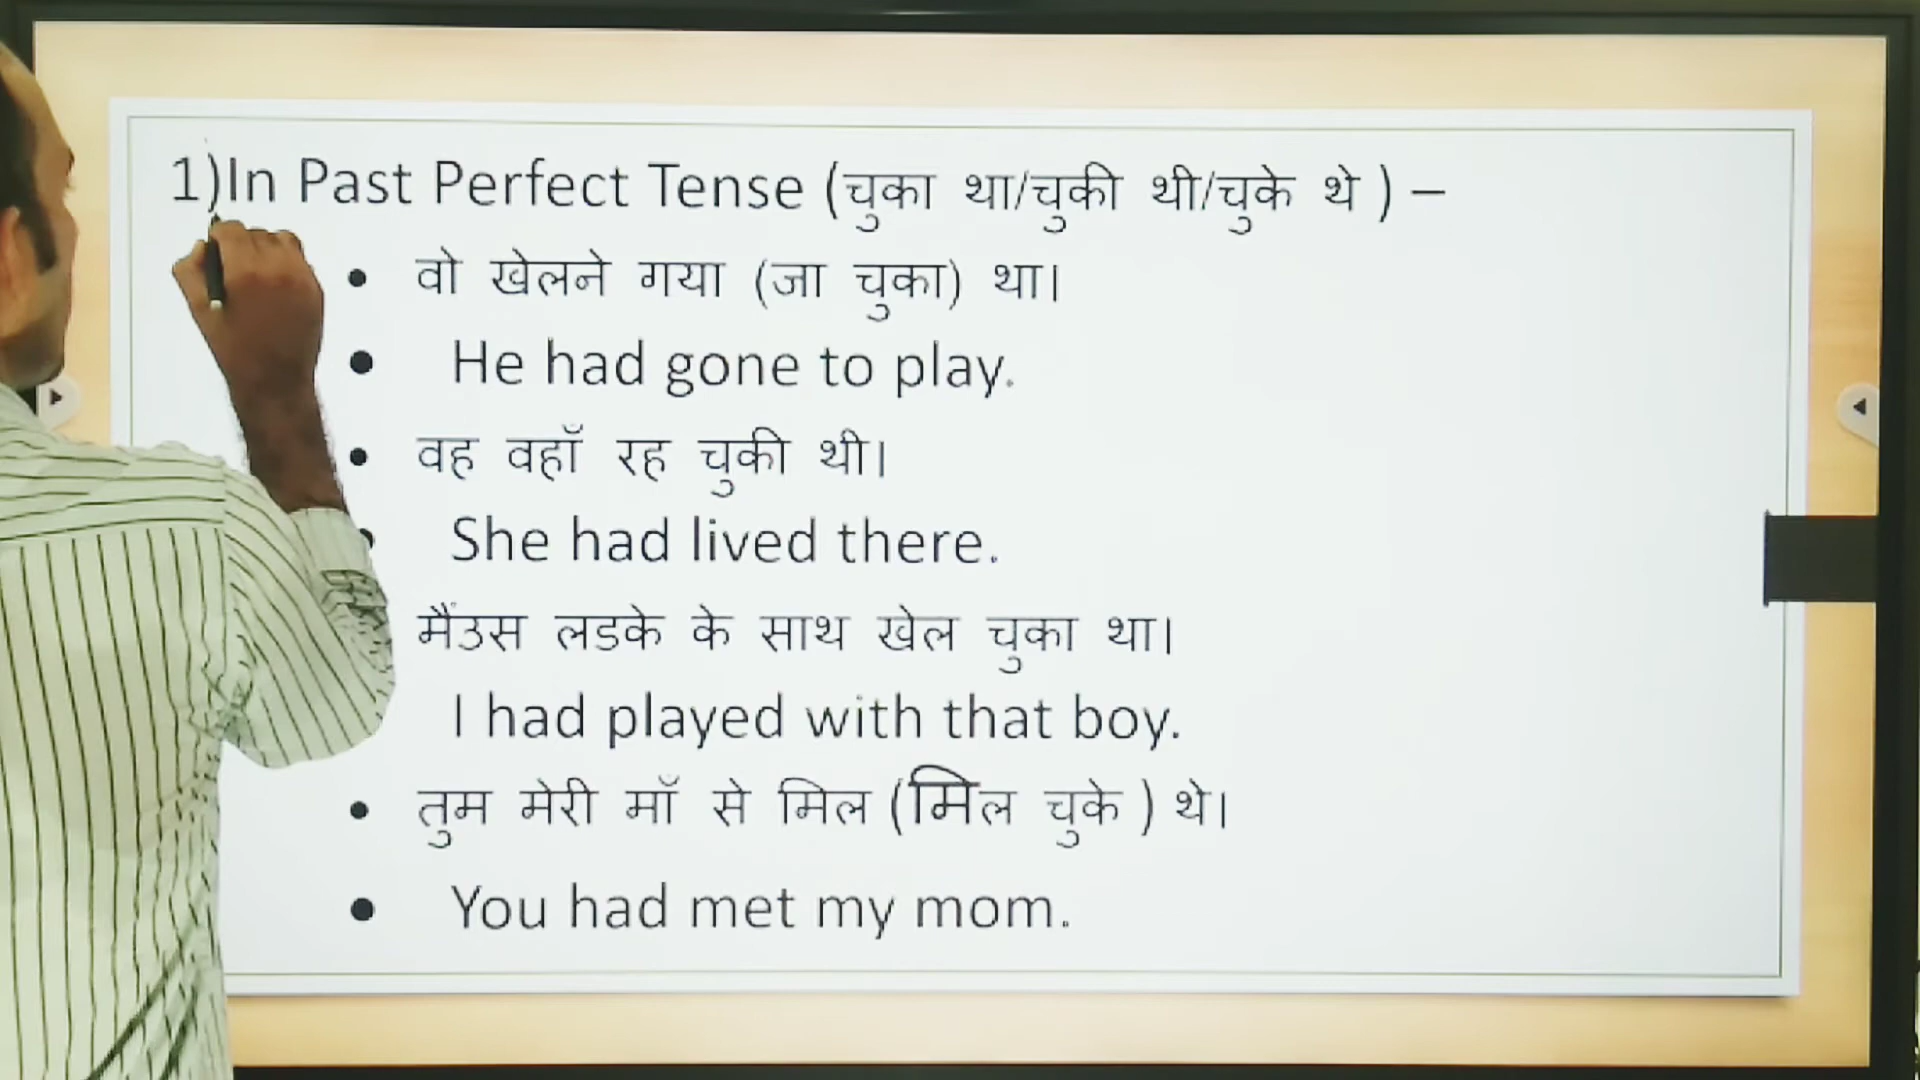 1)In Past Perfect Tense (चुका था/चुकी थी/चुके थे ) –
• वो खेलने गया (जा चुका) था।
• He had gone to play.
• वह वहाँ रह चुकी थी।
• She had lived there.
मैंउस लडके के साथ खेल चुका था।
I had played with that boy.
• तुम मेरी माँ से मिल (मिल चुके ) थे।
• You had met my mom.